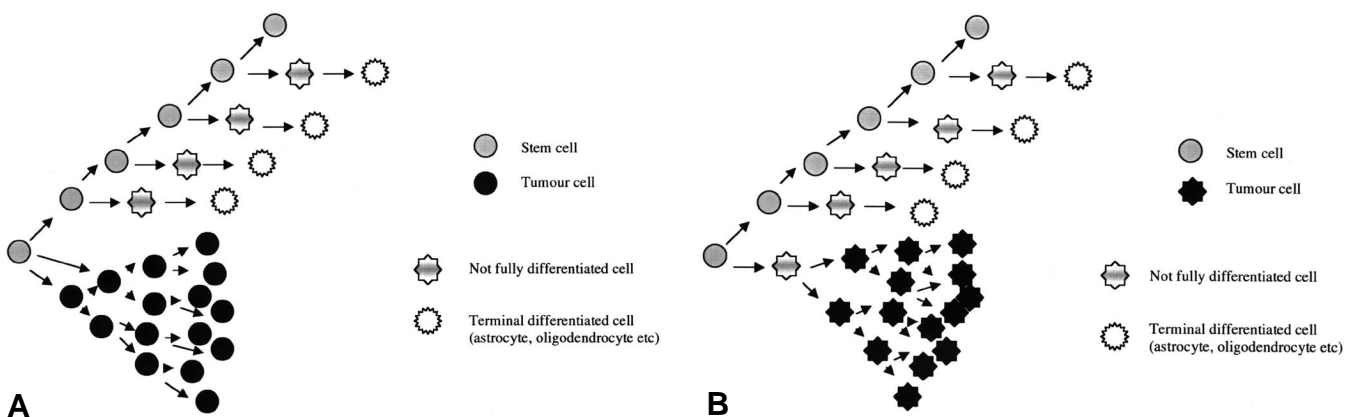 Stem cell
Tumour cell
Not fully differentiated cell
Terminal differentiated cell
(astrocyte, oligodendrocyte etc)
A
Stem cell
Tumour cell
Not fully differentiated cell
Terminal differentiated cell
(astrocyte, oligodendrocyte etc)
B